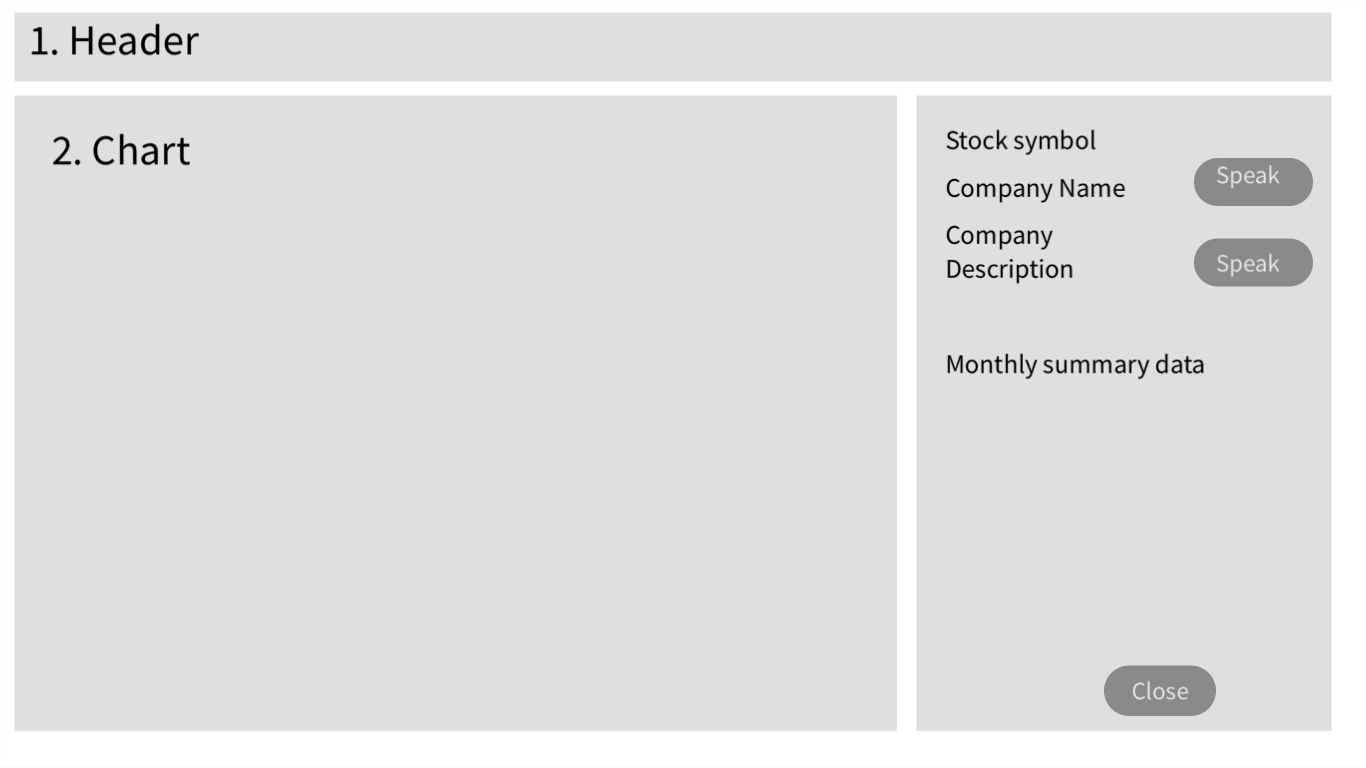 1. Header
2. Chart
Stock symbol
Company Name
Speak
Company
Description
Speak
Monthly summary data
Close